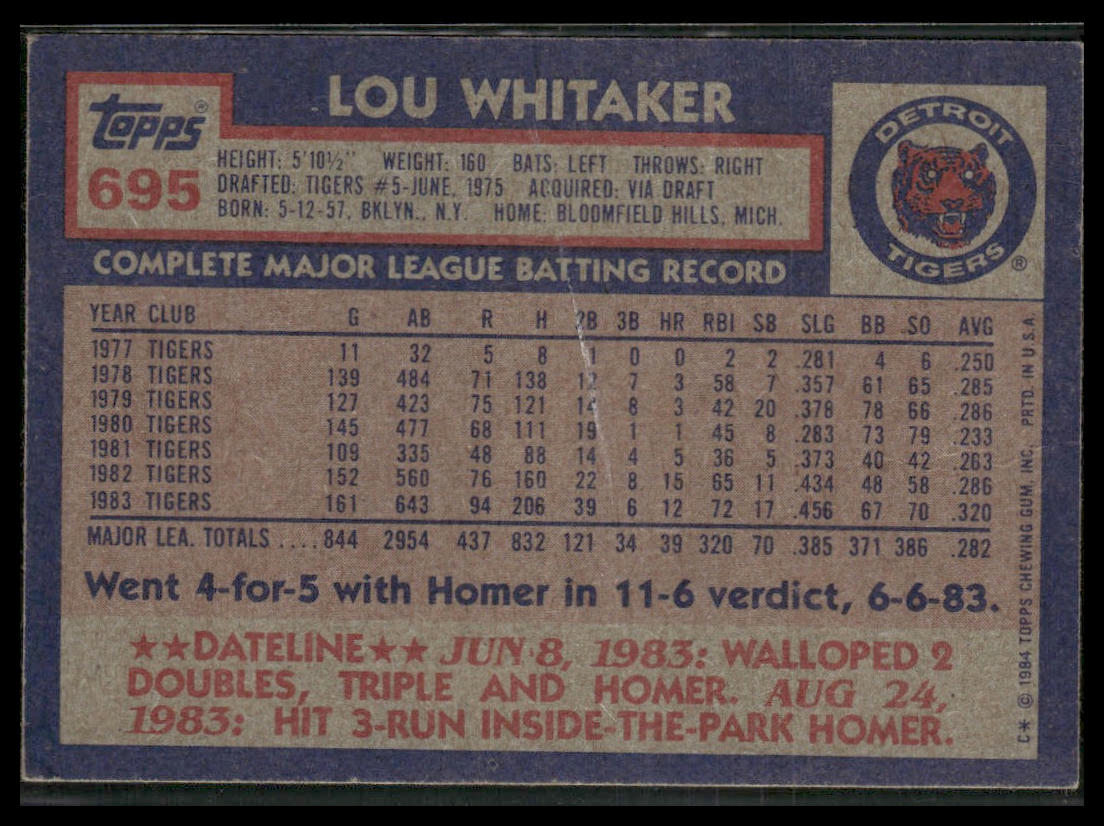 LOU WHITAKER
Topps®
695
HEIGHT: 5'10½" WEIGHT: 160 BATS: LEFT THROWS: RIGHT
DRAFTED: TIGERS #5-JUNE, 1975 ACQUIRED: VIA DRAFT
BORN: 5-12-57, BKLYN., N.Y. HOME: BLOOMFIELD HILLS, MICH.
DETROIT
TIGERS ®
COMPLETE MAJOR LEAGUE BATTING RECORD
YEAR CLUB G AB R H 2B 3B HR RBI SB SLG BB SO AVG
1977 TIGERS 11 32 5 8 1 0 0 2 2 .281 4 6 .250
1978 TIGERS 139 484 71 138 12 7 3 58 7 .357 61 65 .285
1979 TIGERS 127 423 75 121 14 8 3 42 20 .378 78 66 .286
1980 TIGERS 145 477 68 111 19 1 1 45 8 .283 73 79 .233
1981 TIGERS 109 335 48 88 14 4 5 36 5 .373 40 42 .263
1982 TIGERS 152 560 76 160 22 8 15 65 11 .434 48 58 .286
1983 TIGERS 161 643 94 206 39 6 12 72 17 .456 67 70 .320
MAJOR LEA. TOTALS ....844 2954 437 832 121 34 39 320 70 .385 371 386 .282
Went 4-for-5 with Homer in 11-6 verdict, 6-6-83.
★★DATELINE★★ JUN 8, 1983: WALLOPED 2
DOUBLES, TRIPLE AND HOMER. AUG 24,
1983: HIT 3-RUN INSIDE-THE-PARK HOMER.
C* © 1984 TOPPS CHEWING GUM, INC. PRTD. IN U.S.A.